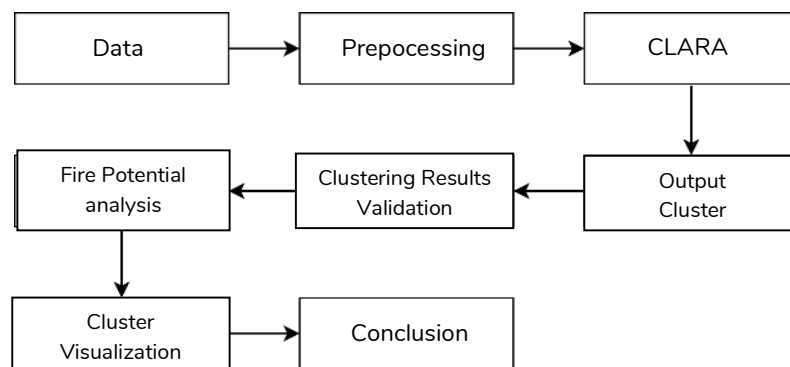 Data
Prepocessing
CLARA
Fire Potential
analysis
Clustering Results
Validation
Output
Cluster
Cluster
Visualization
Conclusion